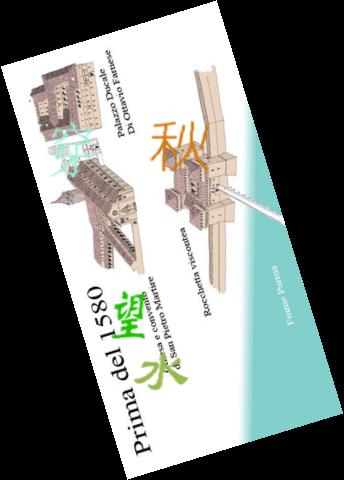 Prima del 1580
Palazzo Ducale
Di Ottavio Farnese
Chiesa e convento
di San Pietro Martire
Rocchetta viscontea
Fiume Parma
秋
望
水